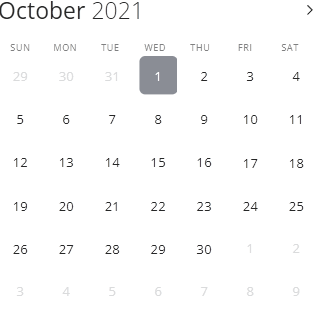 October 2021
SUN MON TUE WED THU FRI SAT
29 30 31 1 2 3 4
5 6 7 8 9 10 11
12 13 14 15 16 17 18
19 20 21 22 23 24 25
26 27 28 29 30 1 2
3 4 5 6 7 8 9